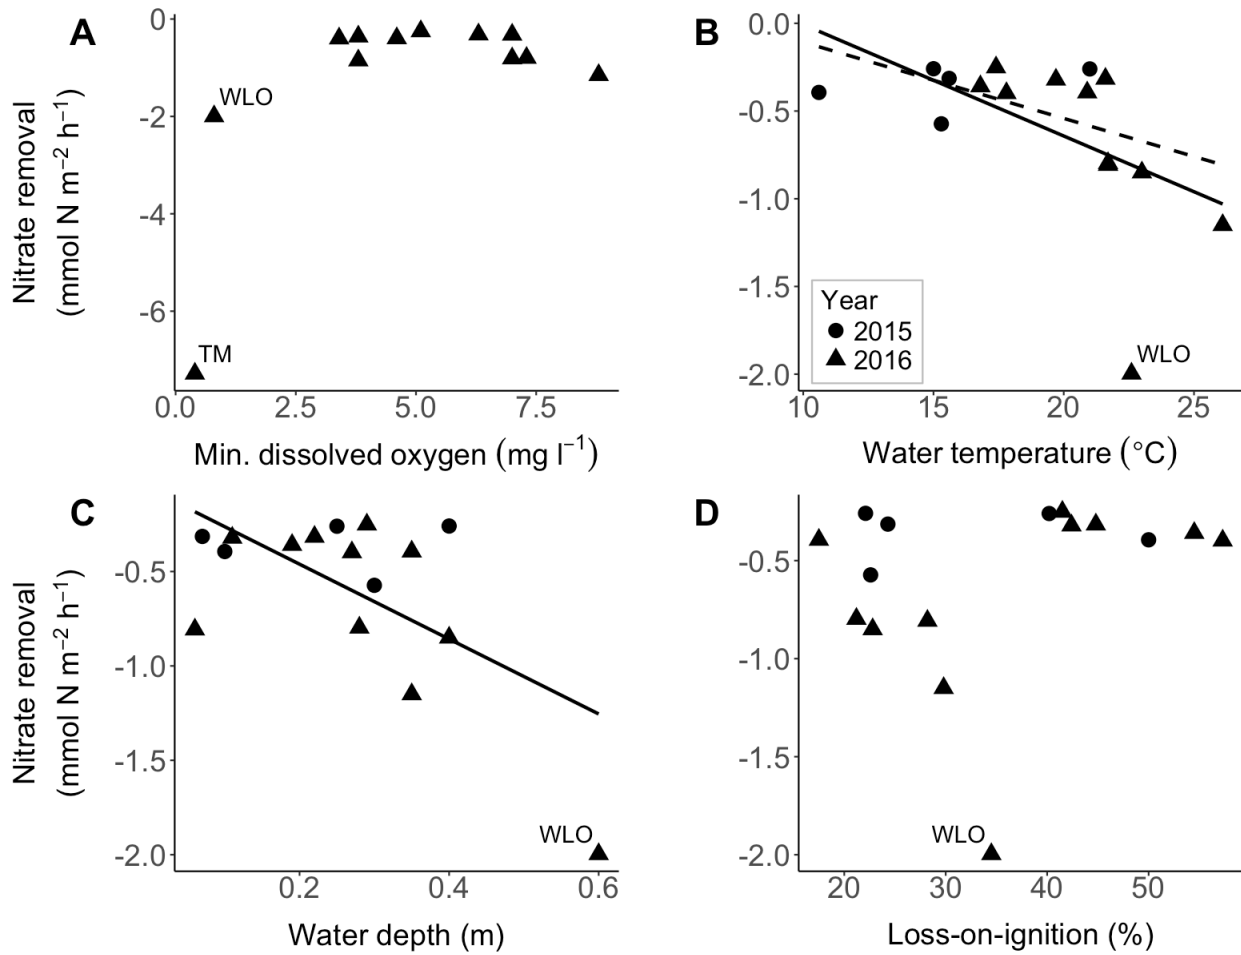 A
Nitrate removal
(mmol N m⁻² h⁻¹)
0
-2
-4
-6
WLO
TM
0.0 2.5 5.0 7.5
Min. dissolved oxygen (mg l⁻¹)
B
0.0
-0.5
-1.0
-1.5
-2.0
Year
2015
2016
WLO
10 15 20 25
Water temperature (°C)
C
Nitrate removal
(mmol N m⁻² h⁻¹)
-0.5
-1.0
-1.5
-2.0
WLO
0.2 0.4 0.6
Water depth (m)
D
-0.5
-1.0
-1.5
-2.0
WLO
20 30 40 50
Loss-on-ignition (%)